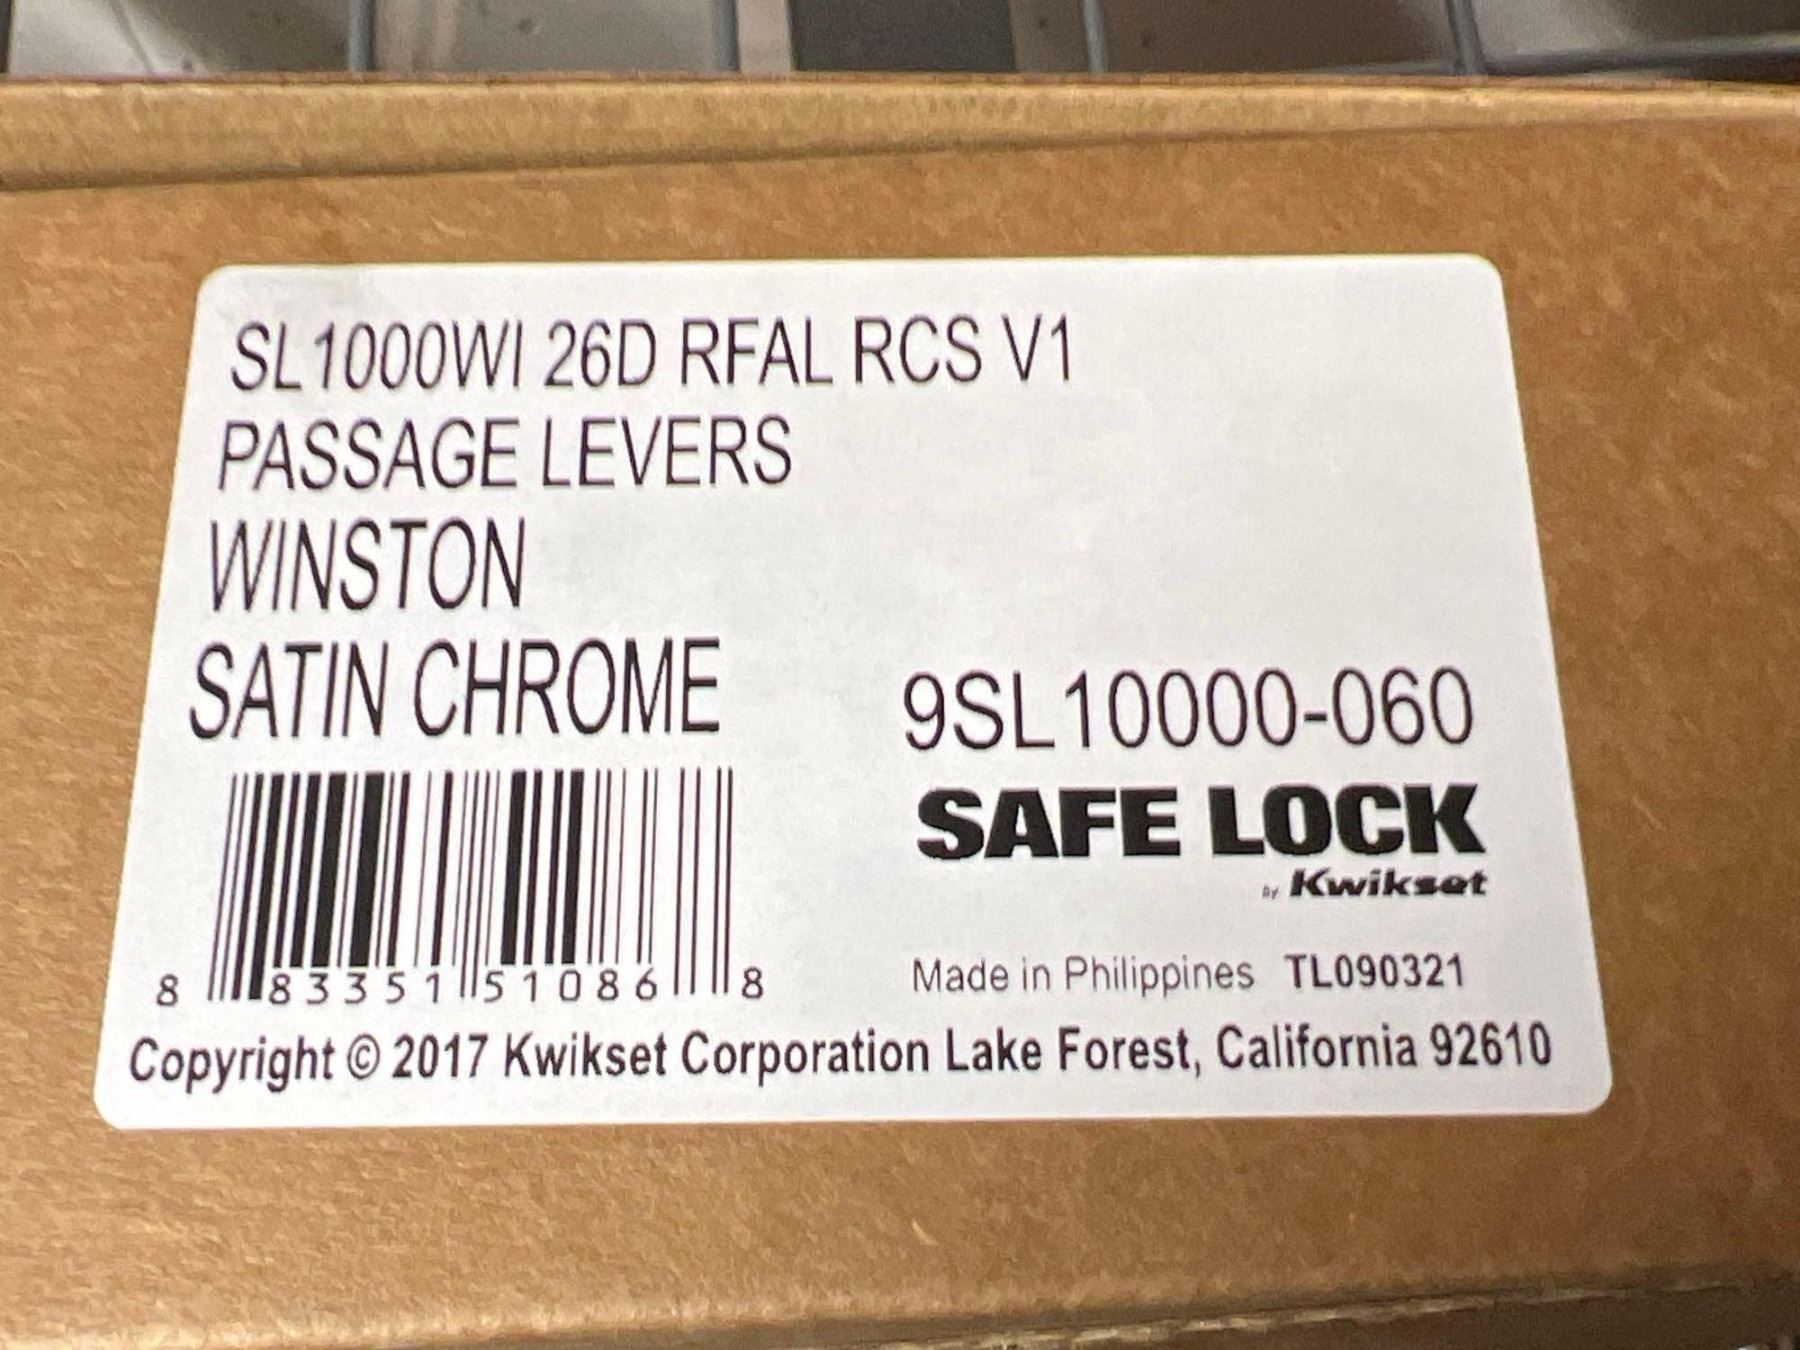 SL1000WI 26D RFAL RCS V1
PASSAGE LEVERS
WINSTON
SATIN CHROME
9SL10000-060
SAFE LOCK
By Kwikset
8 83351 51086 8
Made in Philippines TL090321
Copyright © 2017 Kwikset Corporation Lake Forest, California 92610